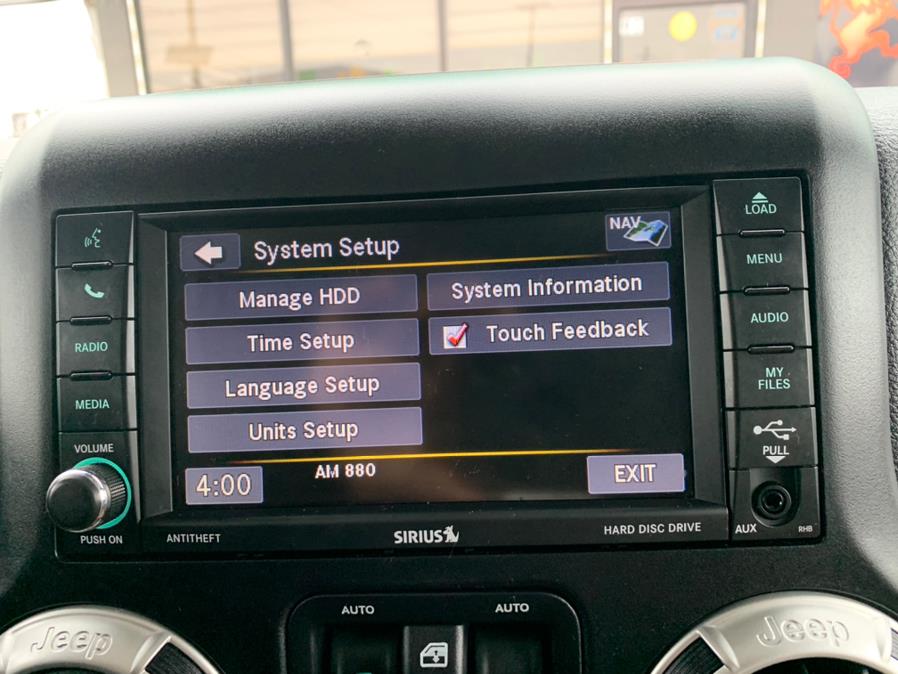 LOAD
MENU
AUDIO
MY
FILES
PULL
AUX
RHB
RADIO
MEDIA
VOLUME
PUSH ON
System Setup
NAV
Manage HDD
System Information
Time Setup
Touch Feedback
Language Setup
Units Setup
4:00
AM 880
EXIT
ANTITHEFT
SIRIUS
HARD DISC DRIVE
AUTO
AUTO
Jeep
Jeep